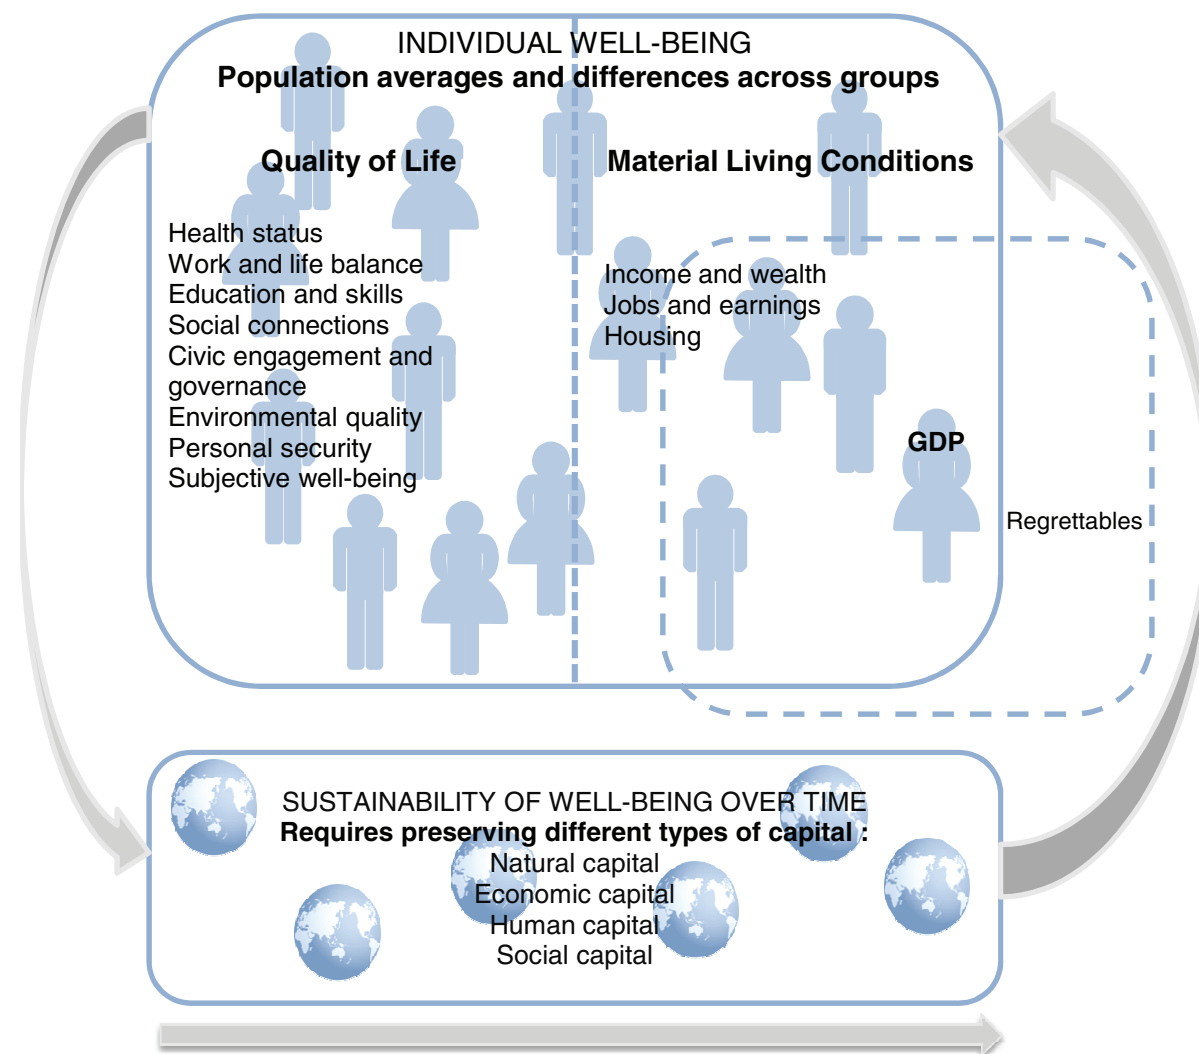 INDIVIDUAL WELL-BEING
Population averages and differences across groups
Quality of Life
Health status
Work and life balance
Education and skills
Social connections
Civic engagement and
governance
Environmental quality
Personal security
Subjective well-being
Material Living Conditions
Income and wealth
Jobs and earnings
Housing
GDP
Regrettables
SUSTAINABILITY OF WELL-BEING OVER TIME
Requires preserving different types of capital :
Natural capital
Economic capital
Human capital
Social capital